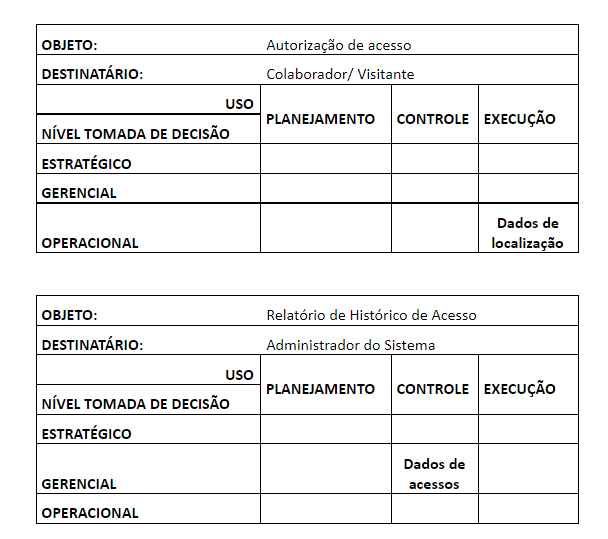 OBJETO: Autorização de acesso
DESTINATÁRIO: Colaborador/ Visitante
USO
NÍVEL TOMADA DE DECISÃO
PLANEJAMENTO CONTROLE EXECUÇÃO
ESTRATÉGICO
GERENCIAL
OPERACIONAL
Dados de
localização
OBJETO: Relatório de Histórico de Acesso
DESTINATÁRIO: Administrador do Sistema
USO
NÍVEL TOMADA DE DECISÃO
PLANEJAMENTO CONTROLE EXECUÇÃO
ESTRATÉGICO
GERENCIAL
Dados de
acessos
OPERACIONAL